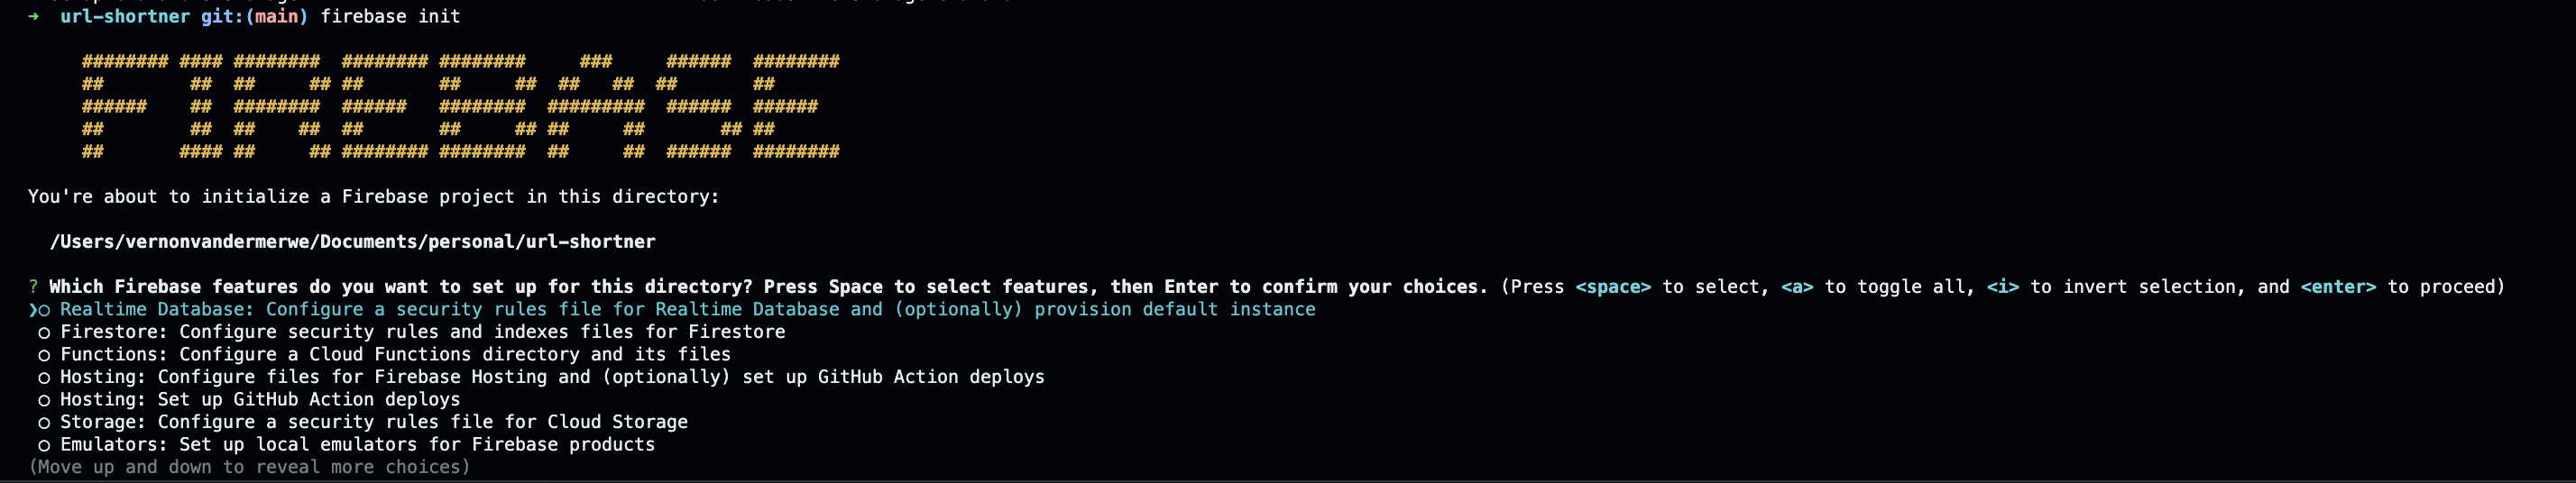 → url-shortner git:(main) firebase init
######## #### ######## ######## ######## ### ###### ########
## ## ## ## ## ## ## ## ## ## ##
###### ## ######## ###### ######## ######### ###### ######
## ## ## ## ## ## ## ## ## ## ##
## #### ## ## ######## ######## ## ## ###### ########
You're about to initialize a Firebase project in this directory:
/Users/vernonvandermerwe/Documents/personal/url-shortner
? Which Firebase features do you want to set up for this directory? Press Space to select features, then Enter to confirm your choices. (Press <space> to select, <a> to toggle all, <i> to invert selection, and <enter> to proceed)
❯○ Realtime Database: Configure a security rules file for Realtime Database and (optionally) provision default instance
○ Firestore: Configure security rules and indexes files for Firestore
○ Functions: Configure a Cloud Functions directory and its files
○ Hosting: Configure files for Firebase Hosting and (optionally) set up GitHub Action deploys
○ Hosting: Set up GitHub Action deploys
○ Storage: Configure a security rules file for Cloud Storage
○ Emulators: Set up local emulators for Firebase products
(Move up and down to reveal more choices)